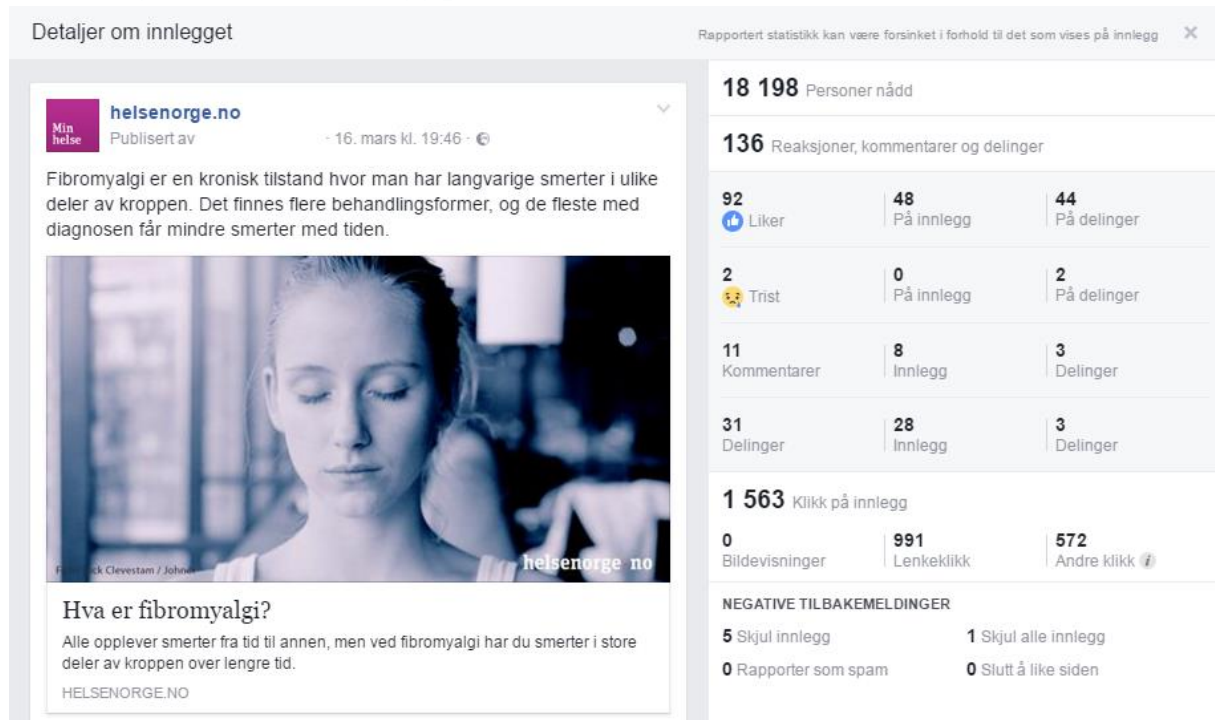 Detaljer om innlegget
Rapportert statistikk kan være forsinket i forhold til det som vises på innlegg
Min
helse
helsenorge.no
Publisert av · 16. mars kl. 19:46 ·
Fibromyalgi er en kronisk tilstand hvor man har langvarige smerter i ulike
deler av kroppen. Det finnes flere behandlingsformer, og de fleste med
diagnosen får mindre smerter med tiden.
Clevestam / Johnér
helsenorge no
Hva er fibromyalgi?
Alle opplever smerter fra tid til annen, men ved fibromyalgi har du smerter i store
deler av kroppen over lengre tid.
HELSENORGE.NO
18 198 Personer nådd
136 Reaksjoner, kommentarer og delinger
92 48 44
Liker På innlegg På delinger
2 0 2
Trist På innlegg På delinger
11 8 3
Kommentarer Innlegg Delinger
31 28 3
Delinger Innlegg Delinger
1 563 Klikk på innlegg
0 991 572
Bildevisninger Lenkeklikk Andre klikk i
NEGATIVE TILBAKEMELDINGER
5 Skjul innlegg 1 Skjul alle innlegg
0 Rapporter som spam 0 Slutt å like siden